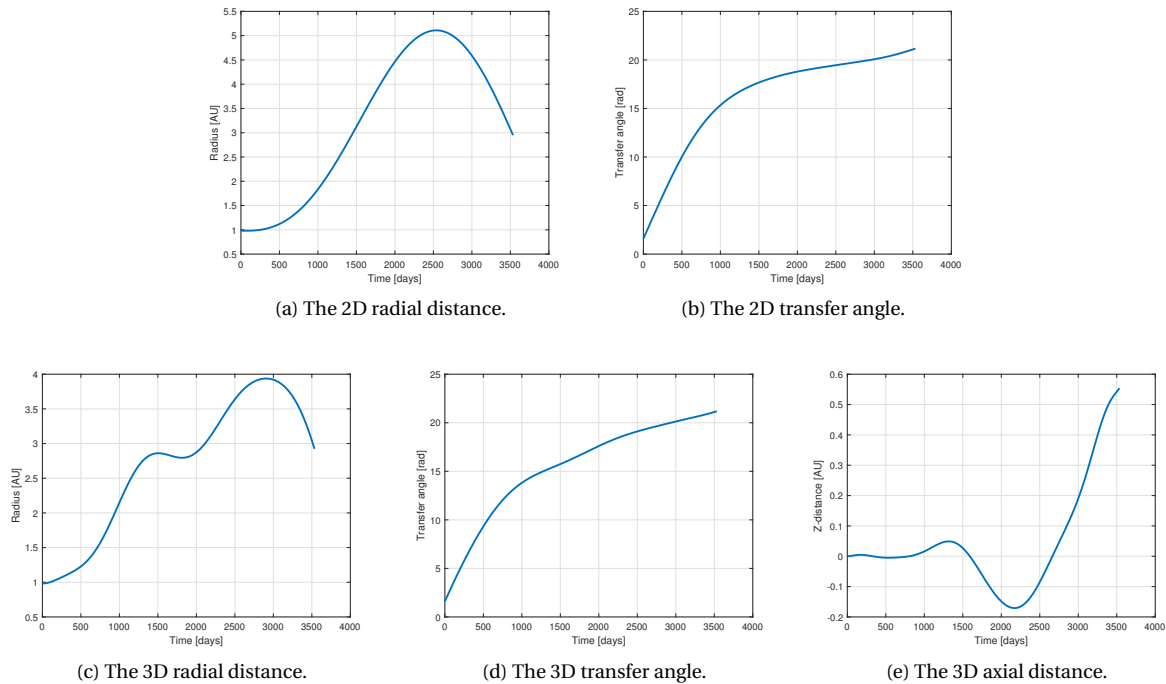 5.5
5
4.5
4
3.5
3
2.5
2
1.5
1
0.5
Radius [AU]
0 500 1000 1500 2000 2500 3000 3500 4000
Time [days]
(a) The 2D radial distance.
25
20
15
10
5
0
Transfer angle [rad]
0 500 1000 1500 2000 2500 3000 3500 4000
Time [days]
(b) The 2D transfer angle.
4
3.5
3
2.5
2
1.5
1
0.5
Radius [AU]
0 500 1000 1500 2000 2500 3000 3500 4000
Time [days]
(c) The 3D radial distance.
25
20
15
10
5
0
Transfer angle [rad]
0 500 1000 1500 2000 2500 3000 3500 4000
Time [days]
(d) The 3D transfer angle.
0.6
0.5
0.4
0.3
0.2
0.1
0
-0.1
-0.2
Z-distance [AU]
0 500 1000 1500 2000 2500 3000 3500 4000
Time [days]
(e) The 3D axial distance.